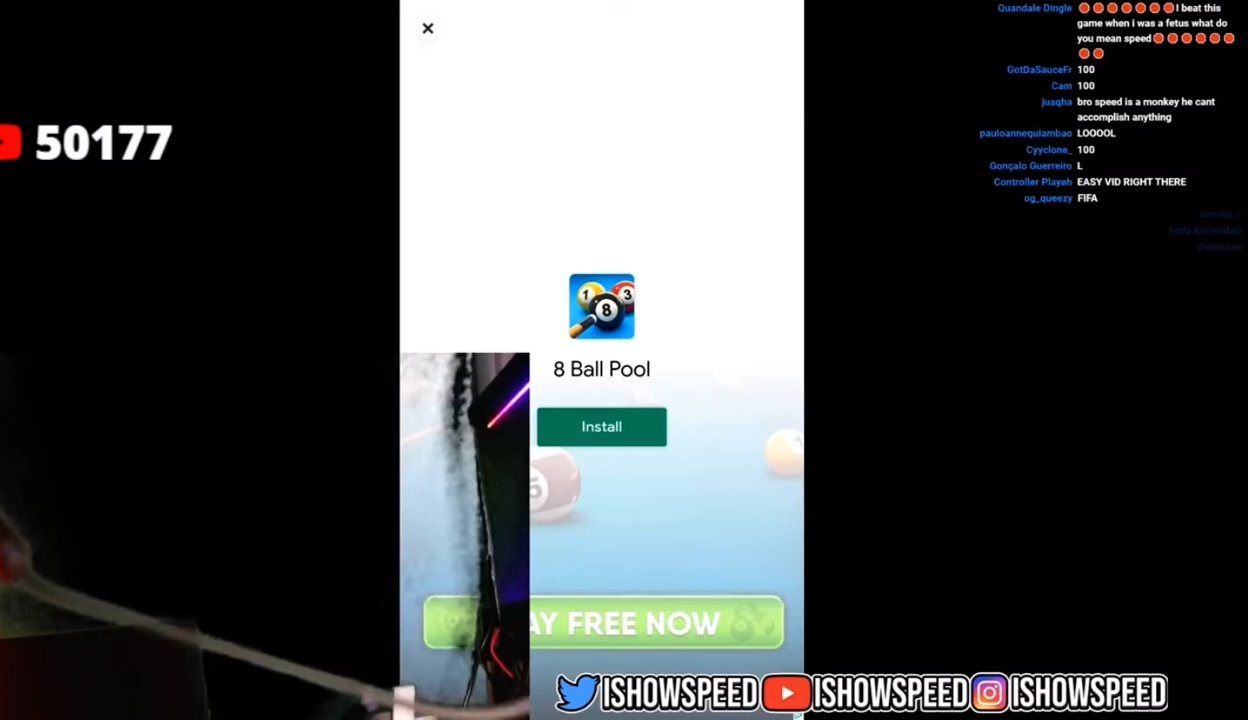 50177
8 Ball Pool
Install
AY FREE NOW
Quandale Dingle I beat this
game when i was a fetus what do
you mean speed
GotDaSauceFr 100
Cam 100
juaqha bro speed is a monkey he cant
accomplish anything
pauloannequiambao LOOOOL
Cyyclone_ 100
Gonçalo Guerreiro L
Controller Playeh EASY VID RIGHT THERE
og_queezy FIFA
ISHOWSPEED ISHOWSPEED ISHOWSPEED